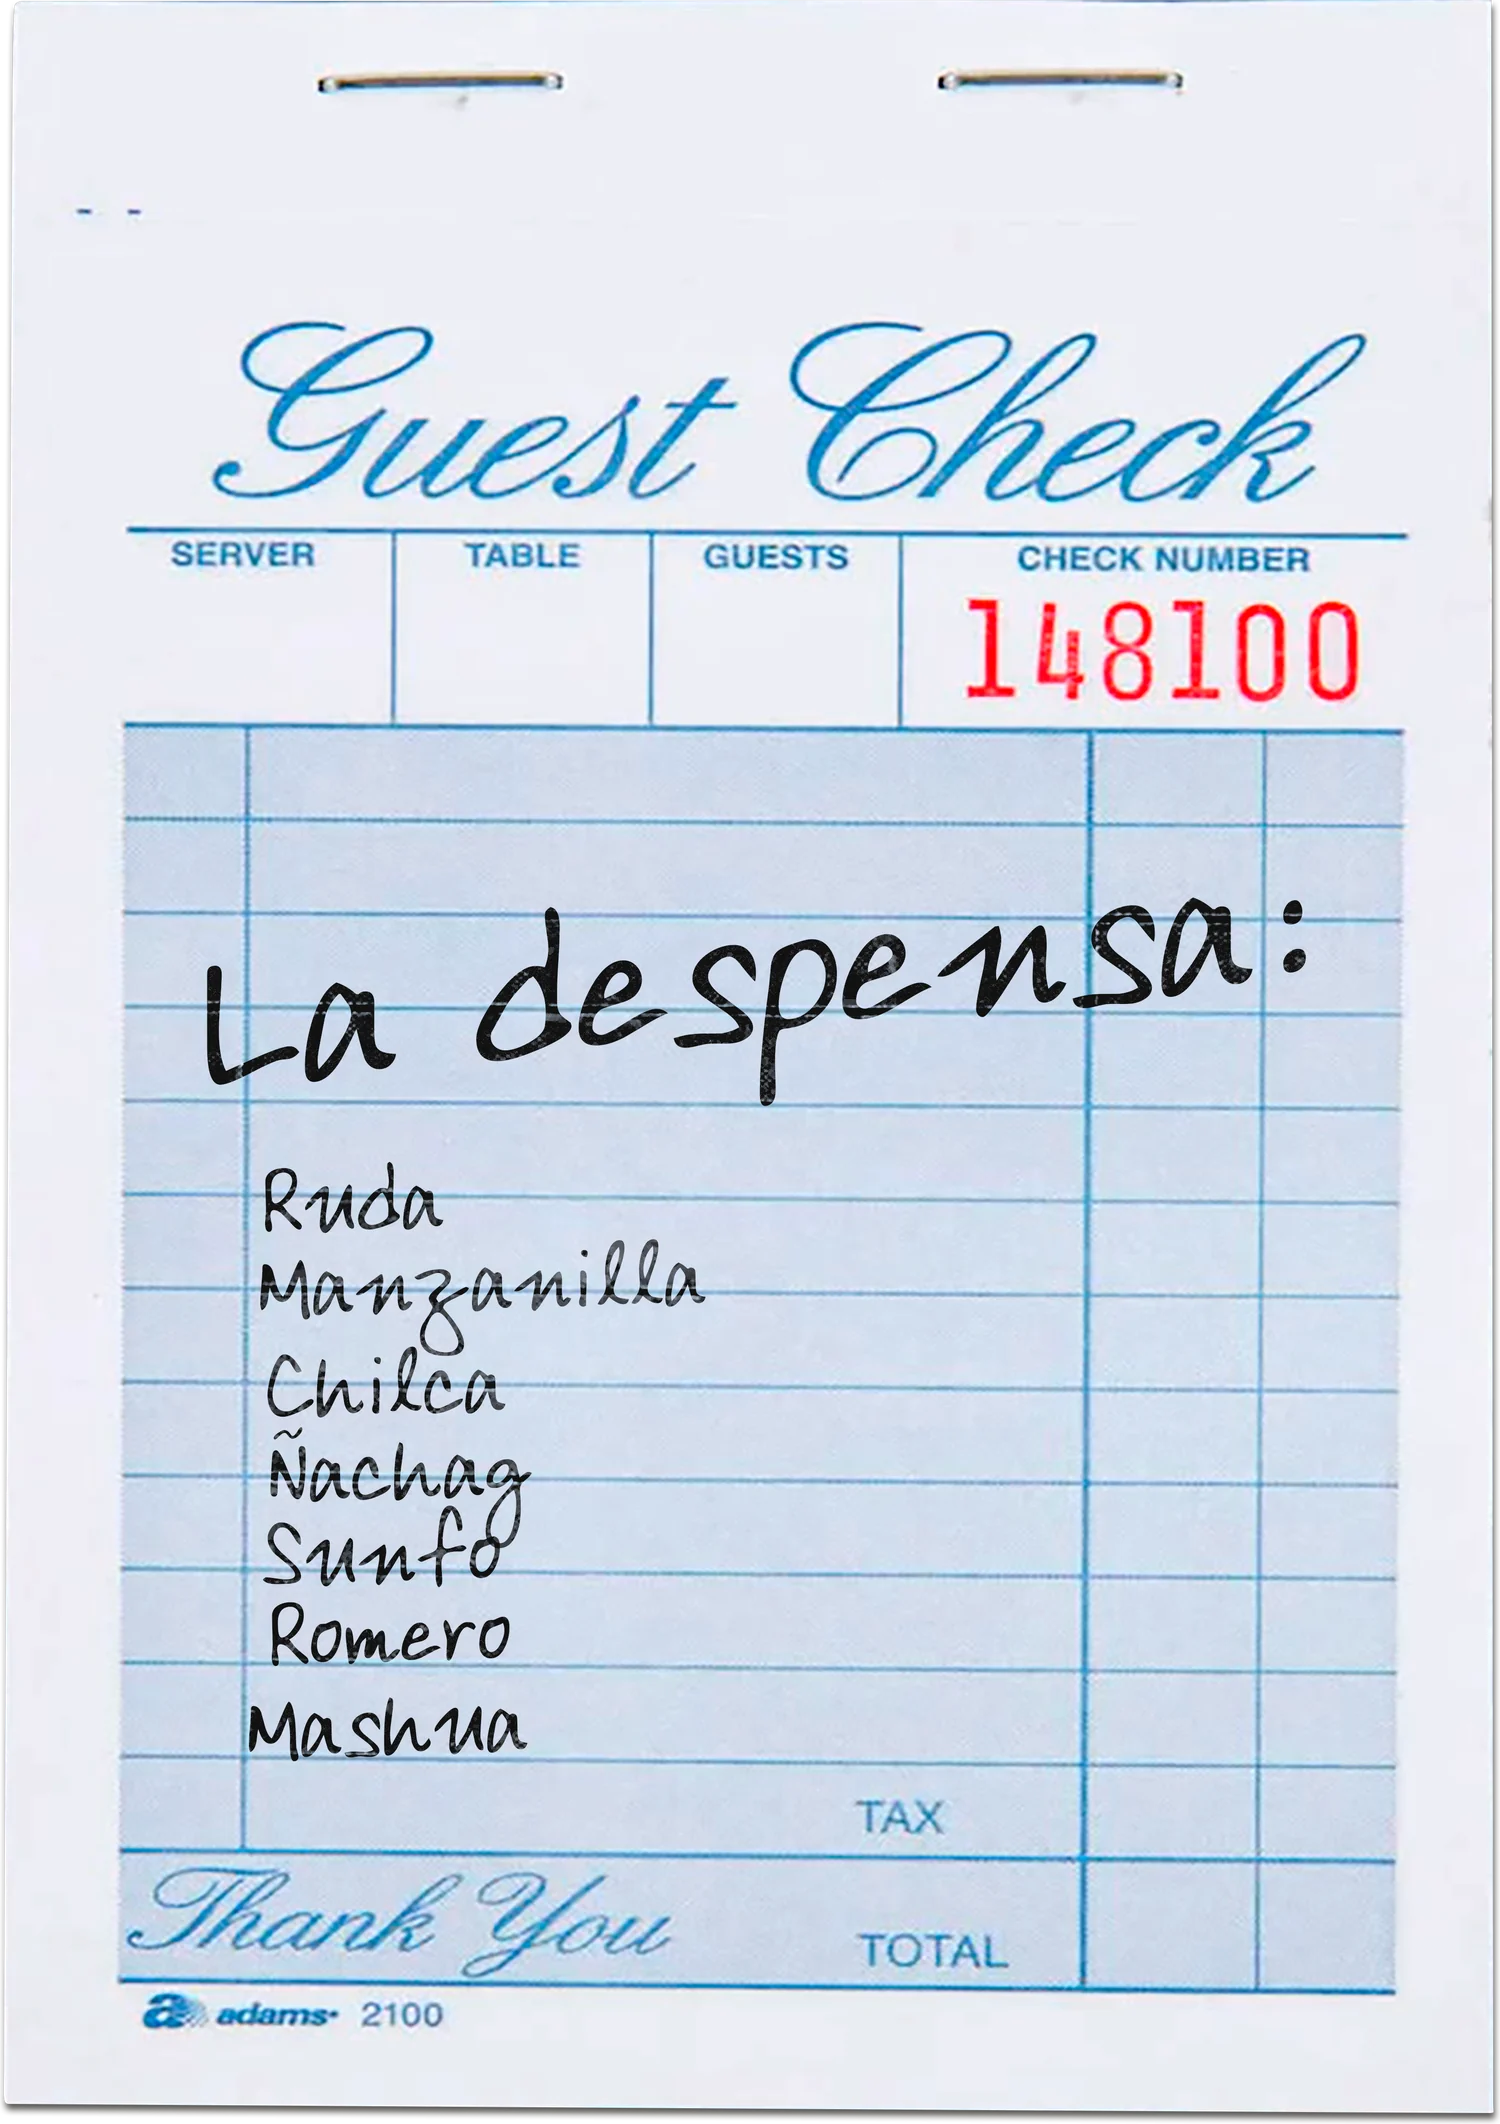 Guest Check
SERVER TABLE GUESTS CHECK NUMBER
148100
La despensa:
Ruda
Manzanilla
Chilca
Ñachag
Sunfo
Romero
Mashua
TAX
Thank You
TOTAL
adams 2100